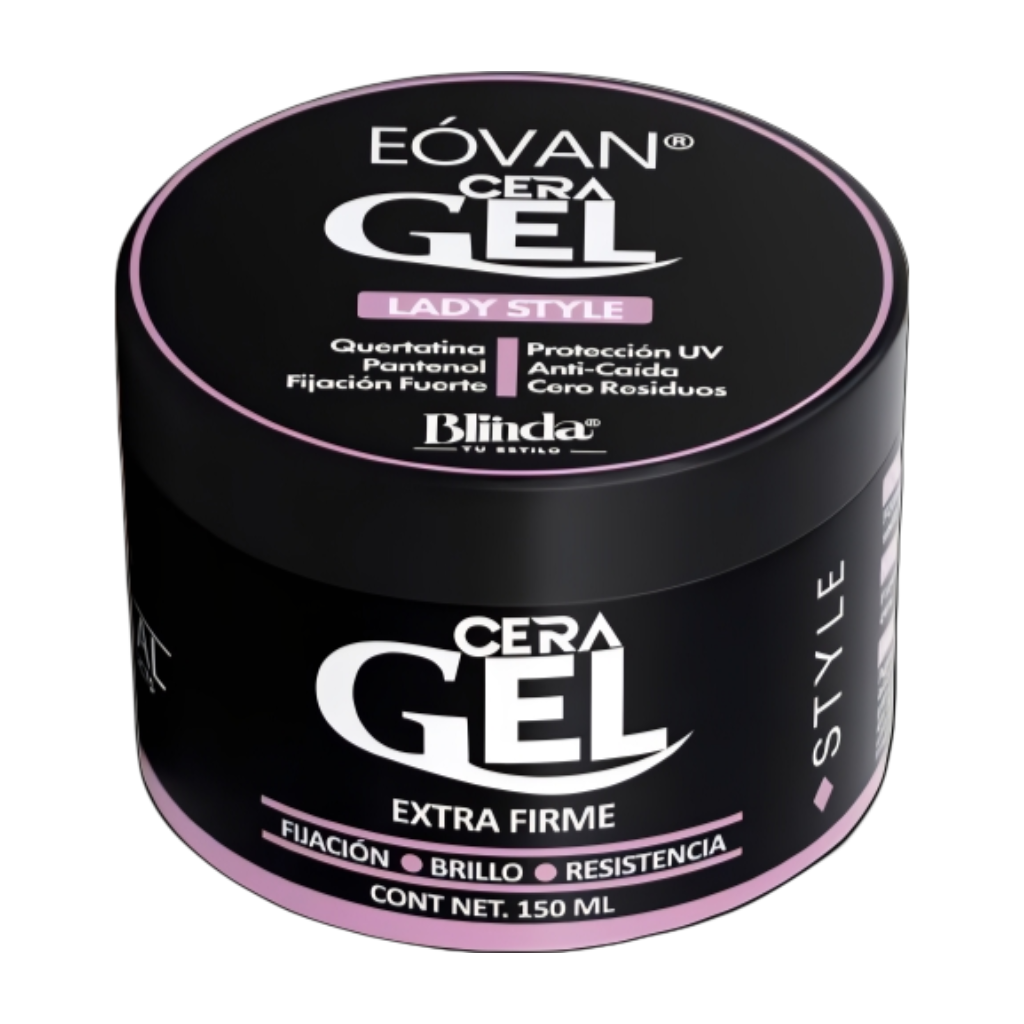 EÓVAN®
CERA
GEL
LADY STYLE
Quertatina
Pantenol
Fijación Fuerte
Protección UV
Anti-Caída
Cero Residuos
Blinda®
TU ESTILO
CERA
GEL
EXTRA FIRME
FIJACIÓN • BRILLO • RESISTENCIA
CONT NET. 150 ML
STYLE